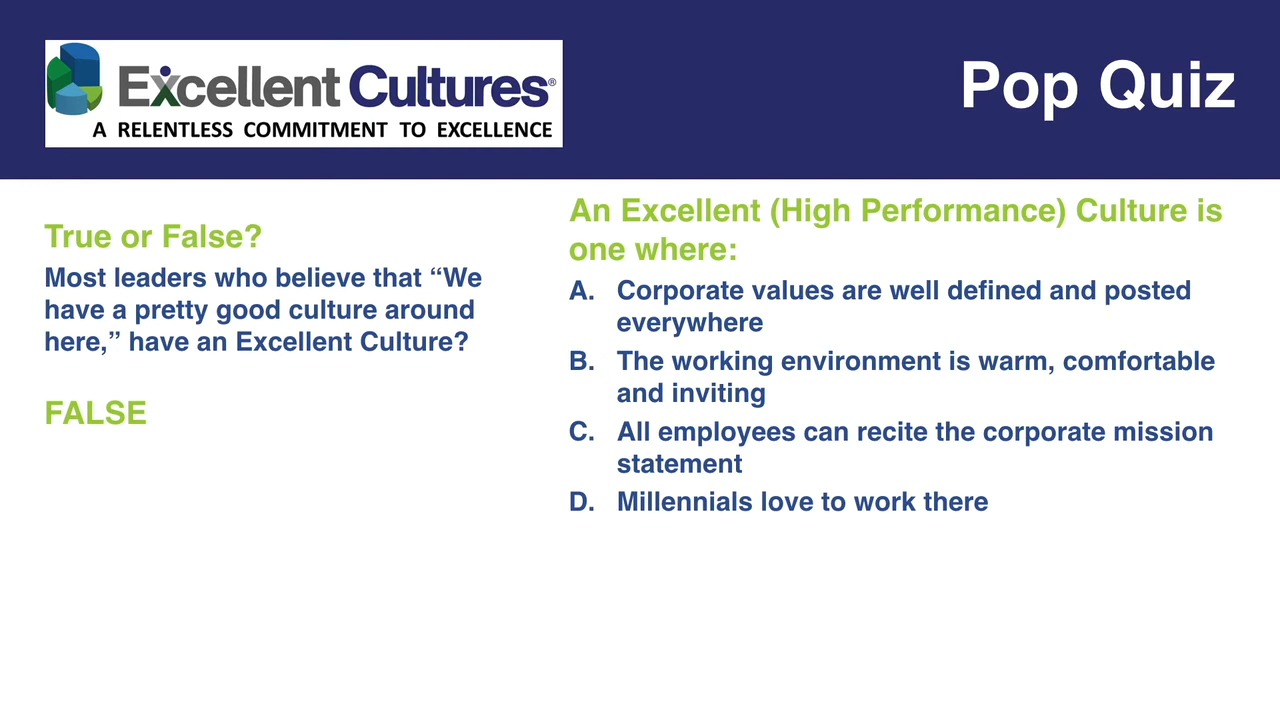 Excellent Cultures®
A RELENTLESS COMMITMENT TO EXCELLENCE
Pop Quiz
True or False?
Most leaders who believe that “We
have a pretty good culture around
here,” have an Excellent Culture?
FALSE
An Excellent (High Performance) Culture is
one where:
A. Corporate values are well defined and posted
everywhere
B. The working environment is warm, comfortable
and inviting
C. All employees can recite the corporate mission
statement
D. Millennials love to work there